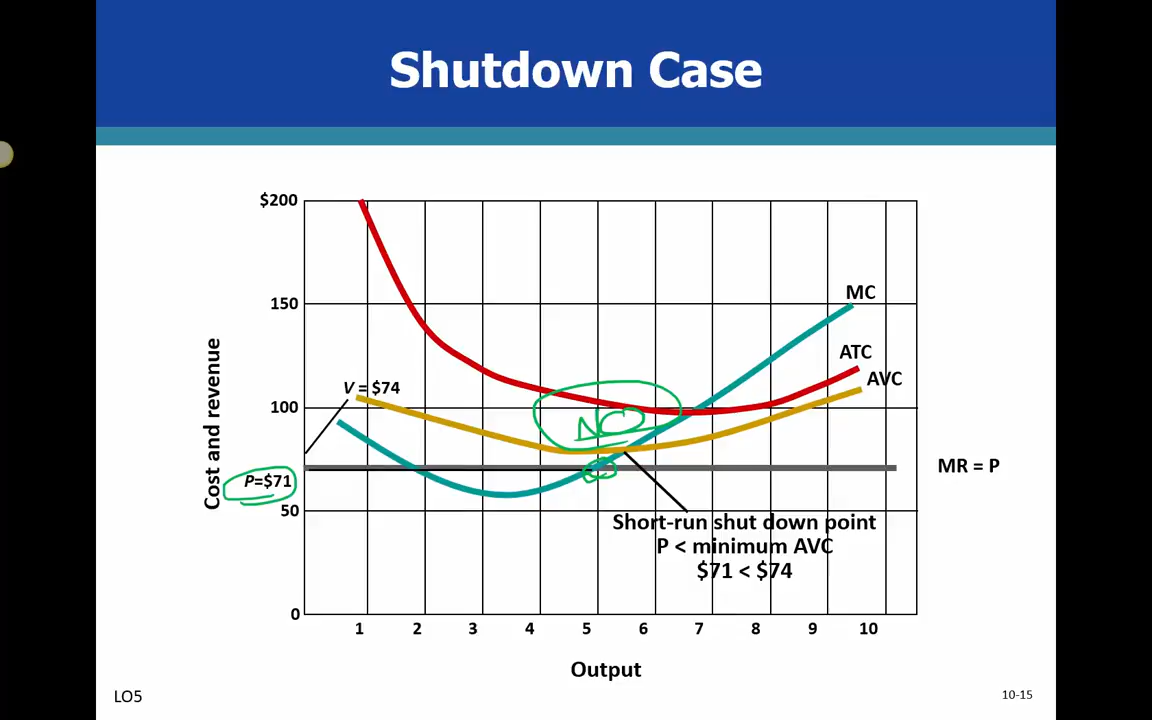 Shutdown Case
$200
150
100
50
0
Cost and revenue
V = $74
P=$71
NO
MC
ATC
AVC
MR = P
Short-run shut down point
P < minimum AVC
$71 < $74
1 2 3 4 5 6 7 8 9 10
Output
LO5
10-15